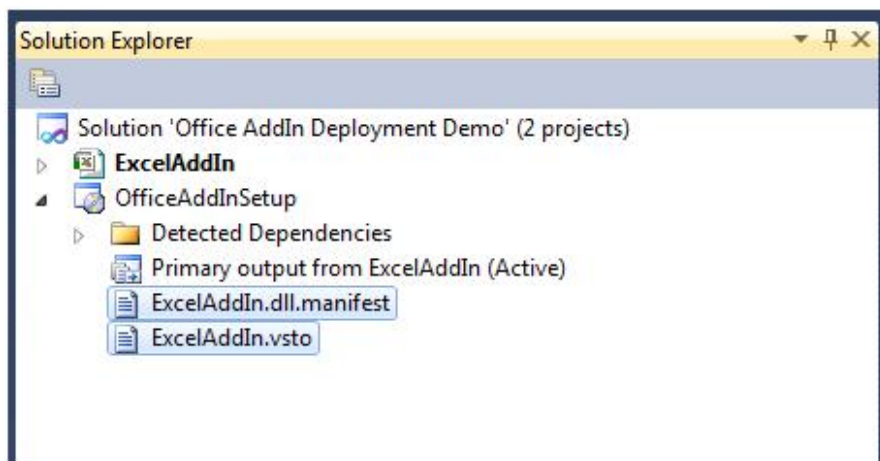 Solution Explorer
Solution 'Office AddIn Deployment Demo' (2 projects)
ExcelAddIn
OfficeAddInSetup
Detected Dependencies
Primary output from ExcelAddIn (Active)
ExcelAddIn.dll.manifest
ExcelAddIn.vsto